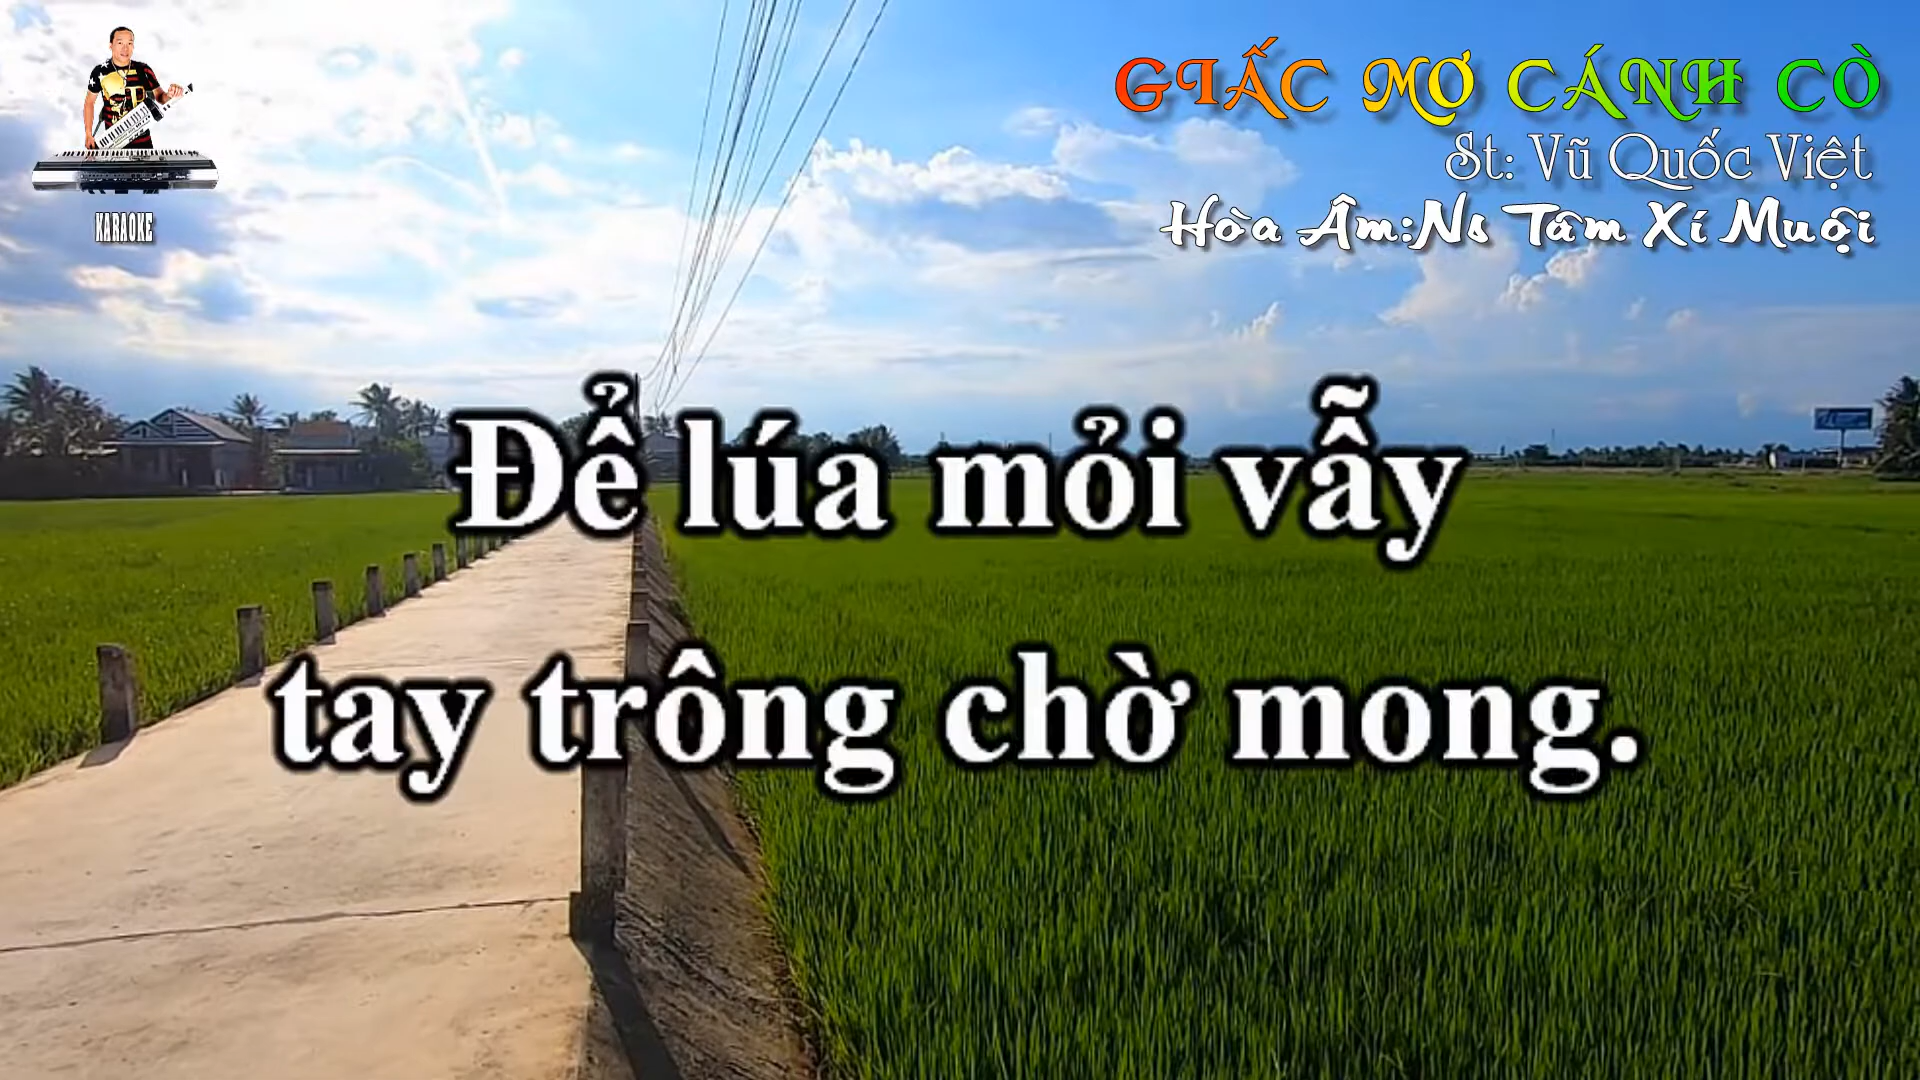 GIẤC MƠ CÁNH CÒ
St: Vũ Quốc Việt
Hòa Âm:Ns Tâm Xí Muội
KARAOKE
Để lúa mỏi vẫy
tay trông chờ mong.